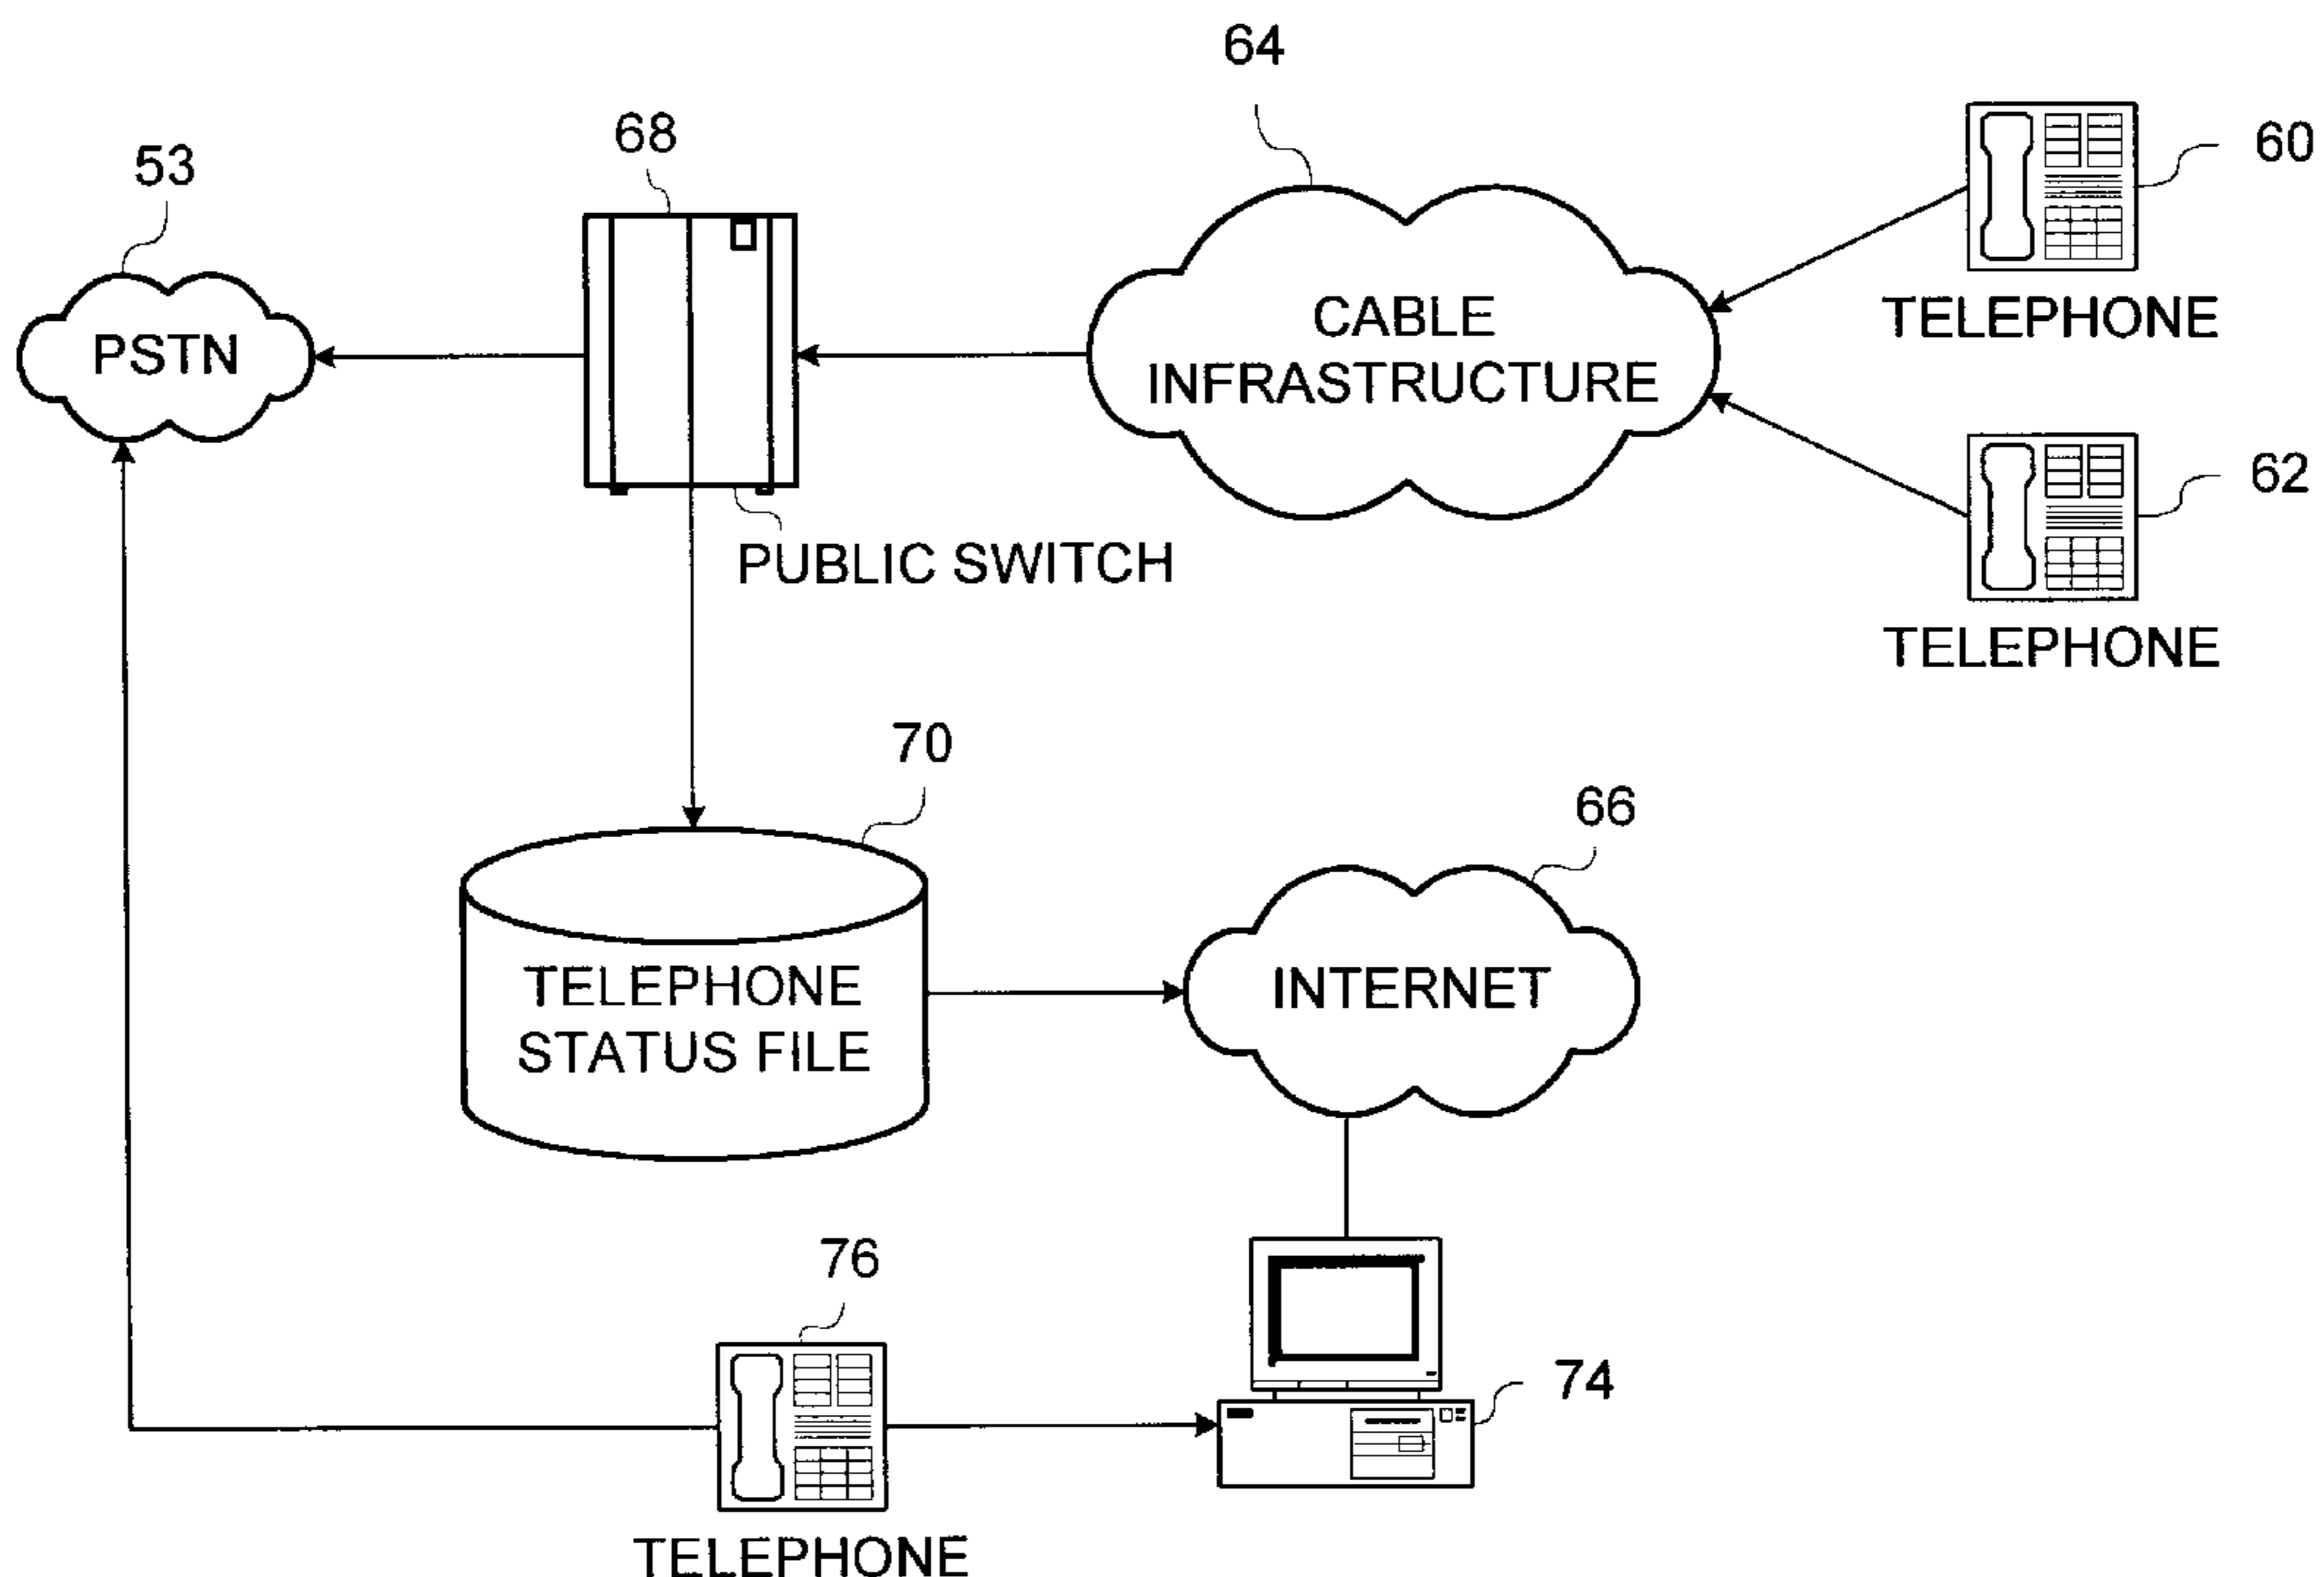 64
68
60
53
CABLE
INFRASTRUCTURE
TELEPHONE
PSTN
62
PUBLIC SWITCH
TELEPHONE
70
66
TELEPHONE
STATUS FILE
INTERNET
76
74
TELEPHONE